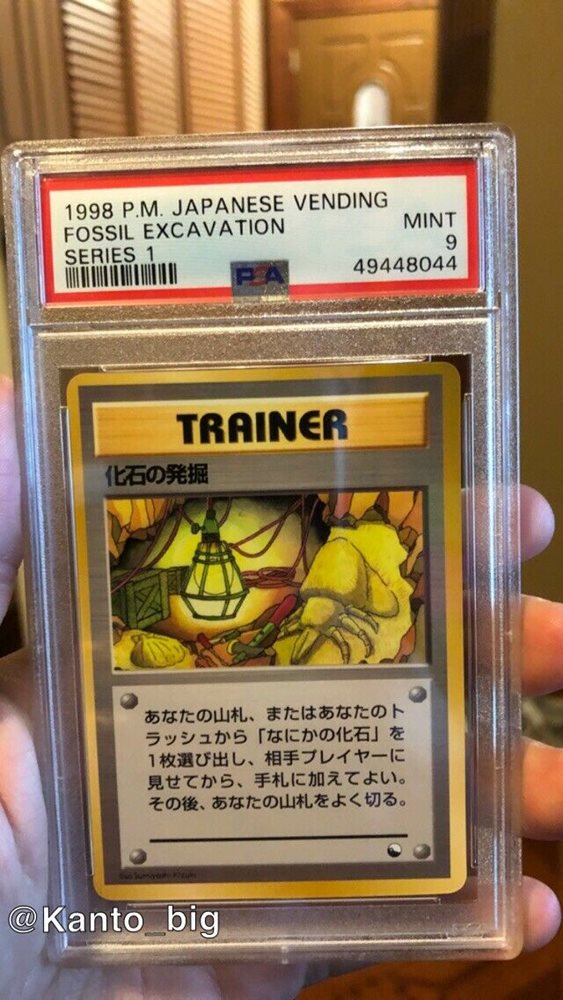 1998 P.M. JAPANESE VENDING
FOSSIL EXCAVATION
MINT
SERIES 1
9
PSA
49448044
TRAINER
化石の発掘
あなたの山札、またはあなたのト
ラッシュから「なにかの化石」を
1枚選び出し、相手プレイヤーに
見せてから、手札に加えてよい。
その後、あなたの山札をよく切る。
@Kanto_big